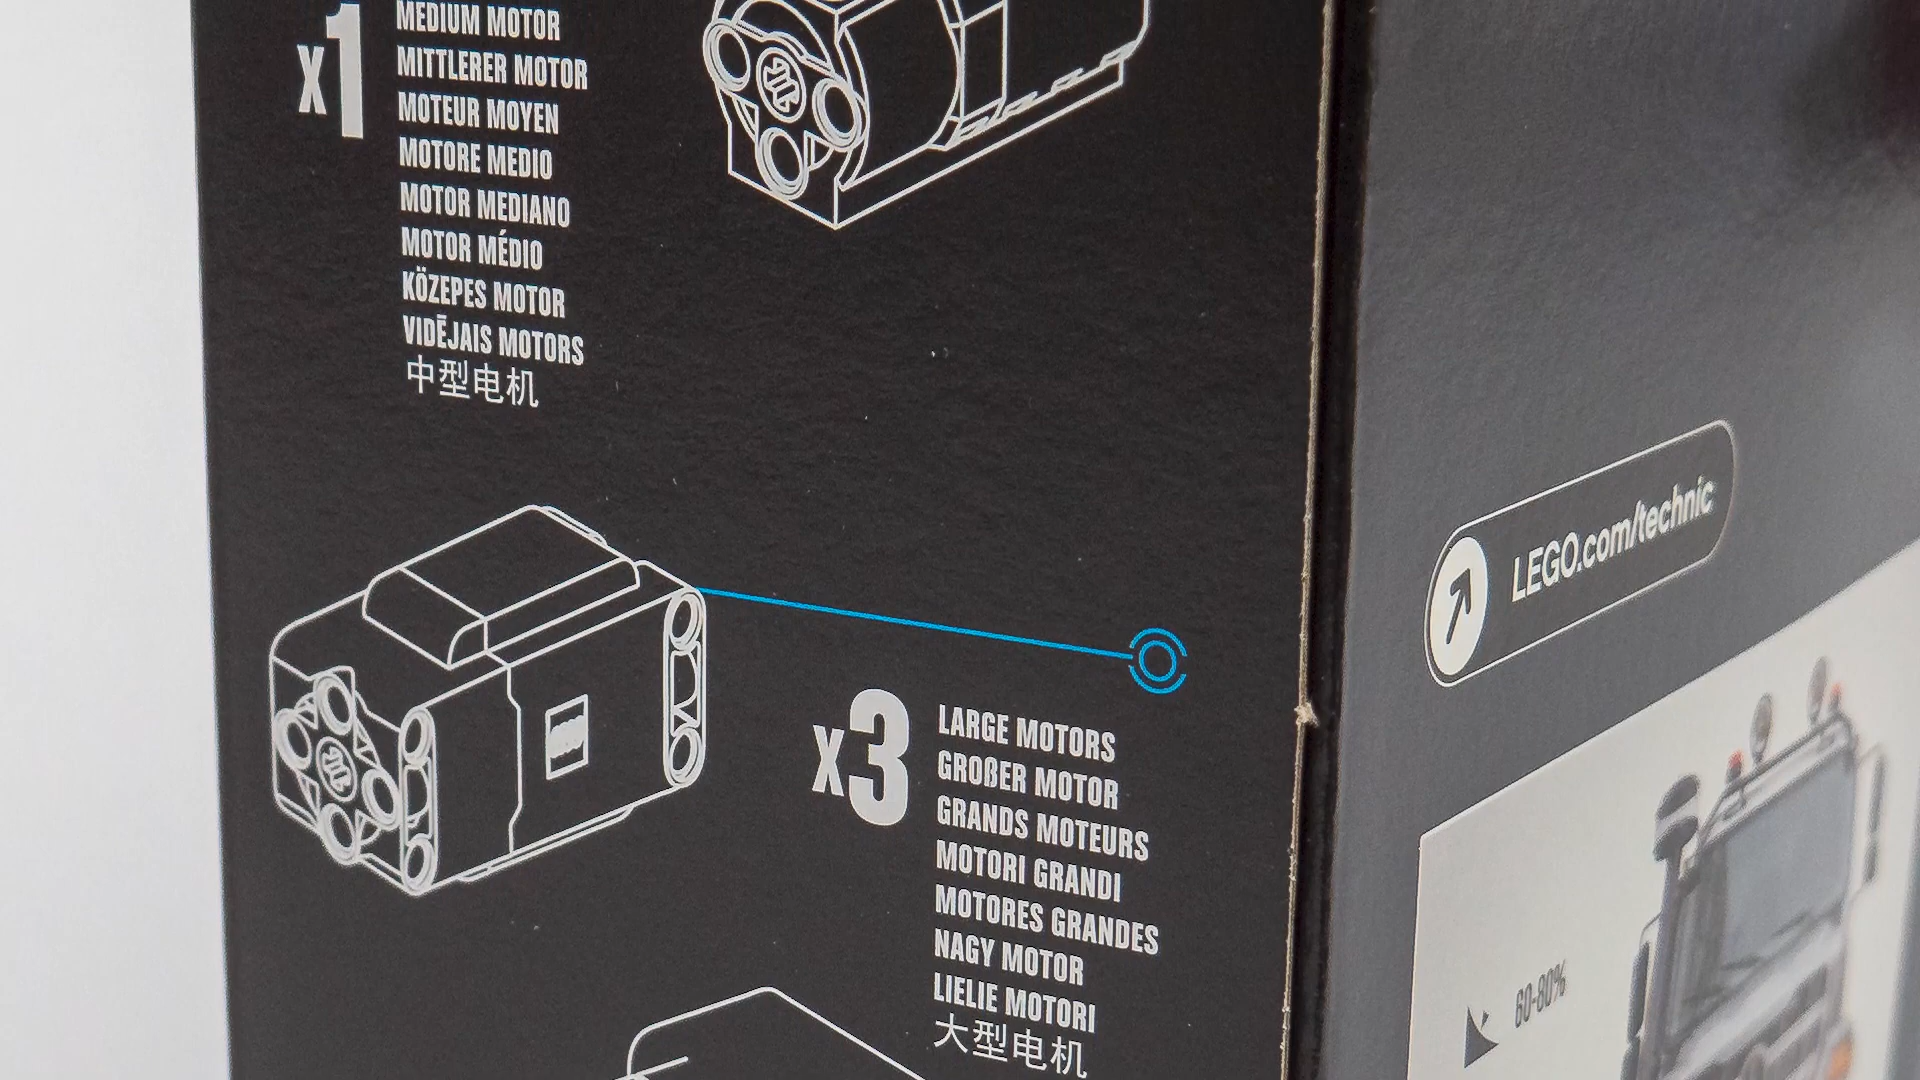 x1
MEDIUM MOTOR
MITTLERER MOTOR
MOTEUR MOYEN
MOTORE MEDIO
MOTOR MEDIANO
MOTOR MÉDIO
KÖZEPES MOTOR
VIDĒJAIS MOTORS
中型电机
x3
LARGE MOTORS
GROẞER MOTOR
GRANDS MOTEURS
MOTORI GRANDI
MOTORES GRANDES
NAGY MOTOR
LIELIE MOTORI
大型电机
LEGO.com/technic
60-80%